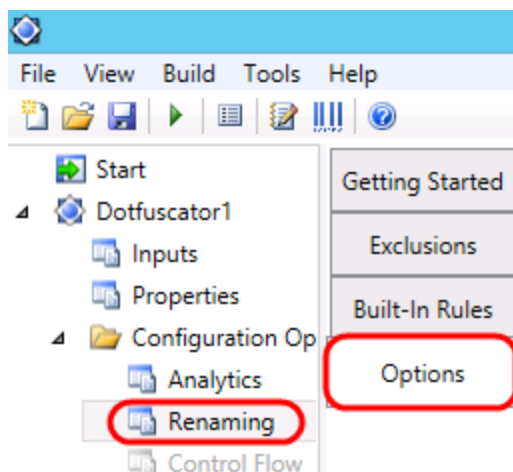 File View Build Tools Help
Start
Dotfuscator1
Inputs
Properties
Configuration Op
Analytics
Renaming
Control Flow
Getting Started
Exclusions
Built-In Rules
Options